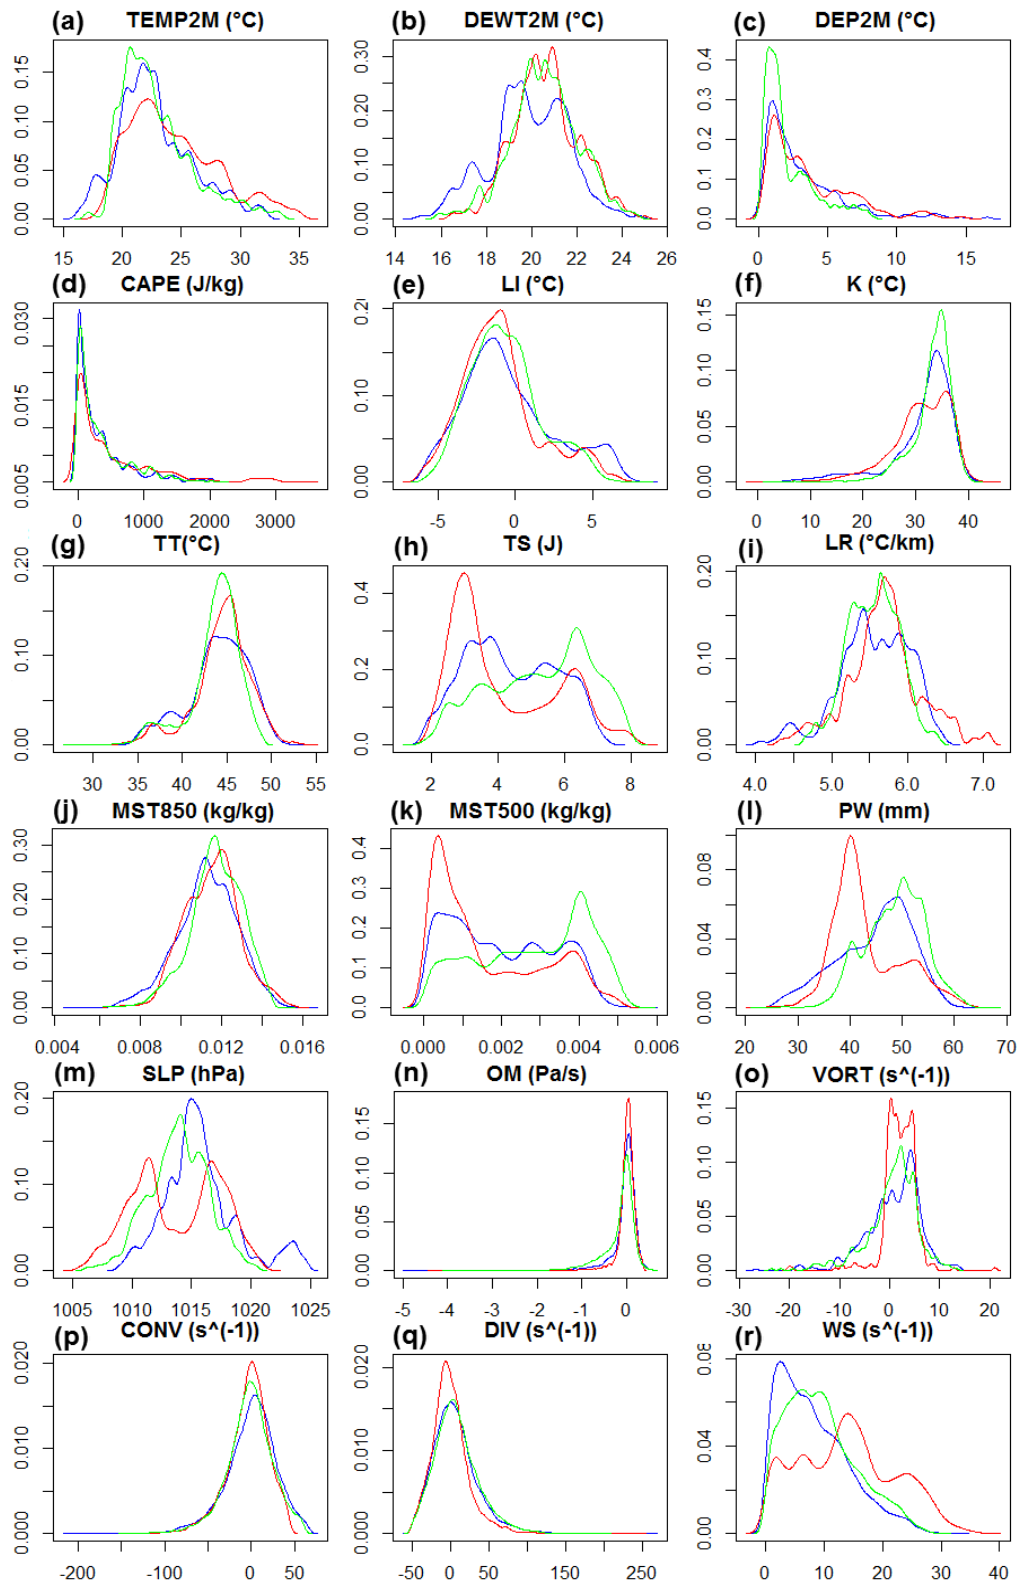 (a) TEMP2M (°C) (b) DEWT2M (°C) (c) DEP2M (°C)
0.00 0.05 0.10 0.15
15 20 25 30 35
0.00 0.10 0.20 0.30
14 16 18 20 22 24 26
0.0 0.1 0.2 0.3 0.4
0 5 10 15
(d) CAPE (J/kg) (e) LI (°C) (f) K (°C)
0.005 0.015 0.030
0 1000 2000 3000
0.00 0.10 0.20
-5 0 5
0.00 0.05 0.10 0.15
0 10 20 30 40
(g) TT(°C) (h) TS (J) (i) LR (°C/km)
0.00 0.10 0.20
30 35 40 45 50 55
0.0 0.2 0.4
2 4 6 8
0.00 0.10 0.20
4.0 5.0 6.0 7.0
(j) MST850 (kg/kg) (k) MST500 (kg/kg) (l) PW (mm)
0.00 0.10 0.20 0.30
0.004 0.008 0.012 0.016
0.0 0.1 0.2 0.3 0.4
0.000 0.002 0.004 0.006
0.00 0.04 0.08
20 30 40 50 60 70
(m) SLP (hPa) (n) OM (Pa/s) (o) VORT (s^(-1))
0.00 0.10 0.20
1005 1010 1015 1020 1025
0.00 0.05 0.10 0.15
-5 -4 -3 -2 -1 0
0.00 0.05 0.10 0.15
-30 -20 -10 0 10 20
(p) CONV (s^(-1)) (q) DIV (s^(-1)) (r) WS (s^(-1))
0.000 0.010 0.020
-200 -100 0 50
0.000 0.010 0.020
-50 0 50 150 250
0.00 0.04 0.08
0 10 20 30 40